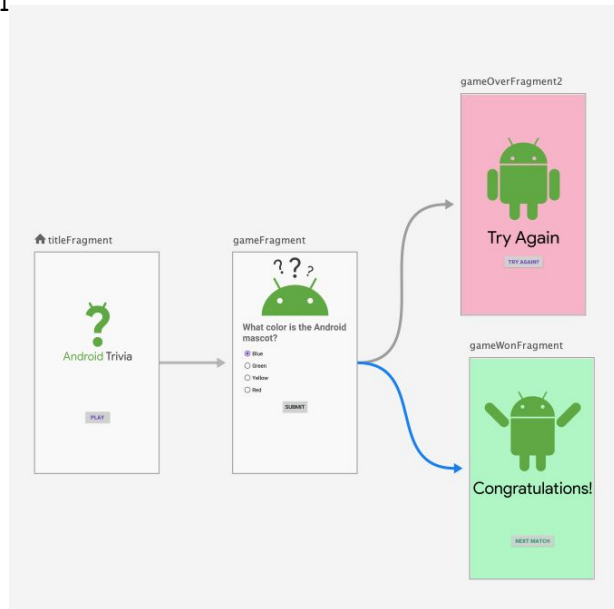 gameOverFragment2
Try Again
TRY AGAIN?
titleFragment
Android Trivia
PLAY
gameFragment
? ? ?
What color is the Android
mascot?
Blue
Green
Yellow
Red
SUBMIT
gameWonFragment
Congratulations!
NEXT MATCH